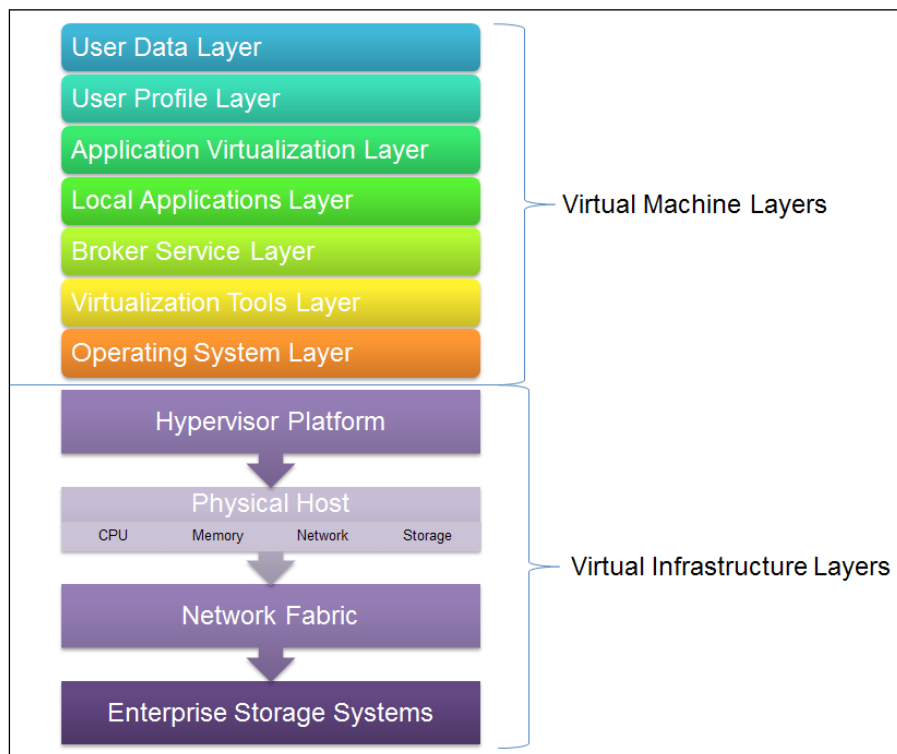 User Data Layer
User Profile Layer
Application Virtualization Layer
Local Applications Layer
Broker Service Layer
Virtualization Tools Layer
Operating System Layer
Virtual Machine Layers
Hypervisor Platform
Physical Host
CPU Memory Network Storage
Network Fabric
Enterprise Storage Systems
Virtual Infrastructure Layers